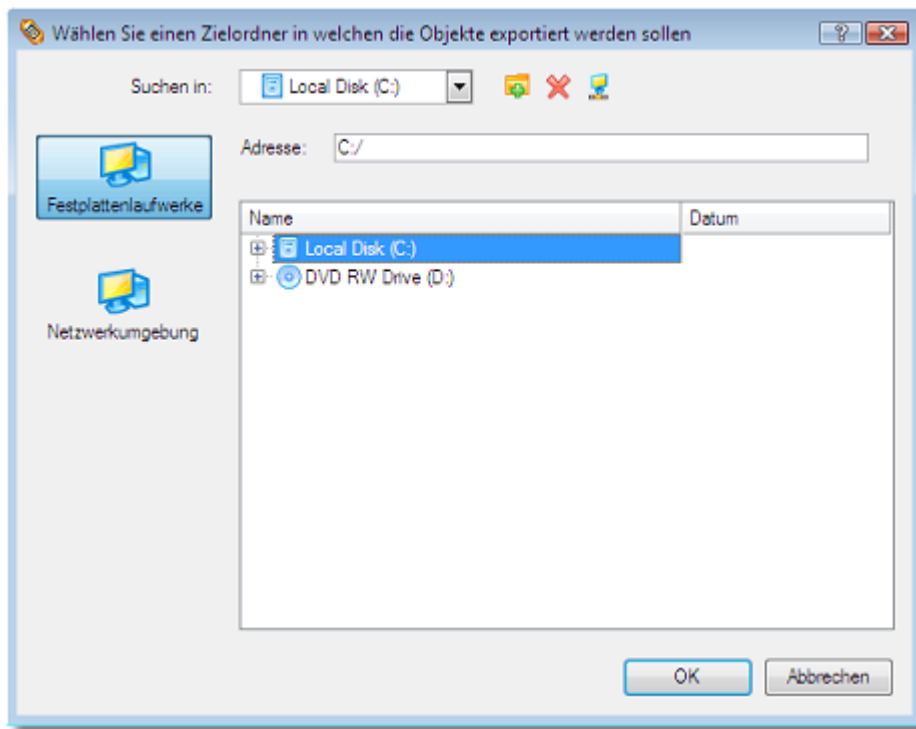 Wählen Sie einen Zielordner in welchen die Objekte exportiert werden sollen
Suchen in: Local Disk (C:)
Adresse: C:/
Festplattenlaufwerke
Netzwerkumgebung
Name Datum
Local Disk (C:)
DVD RW Drive (D:)
OK Abbrechen